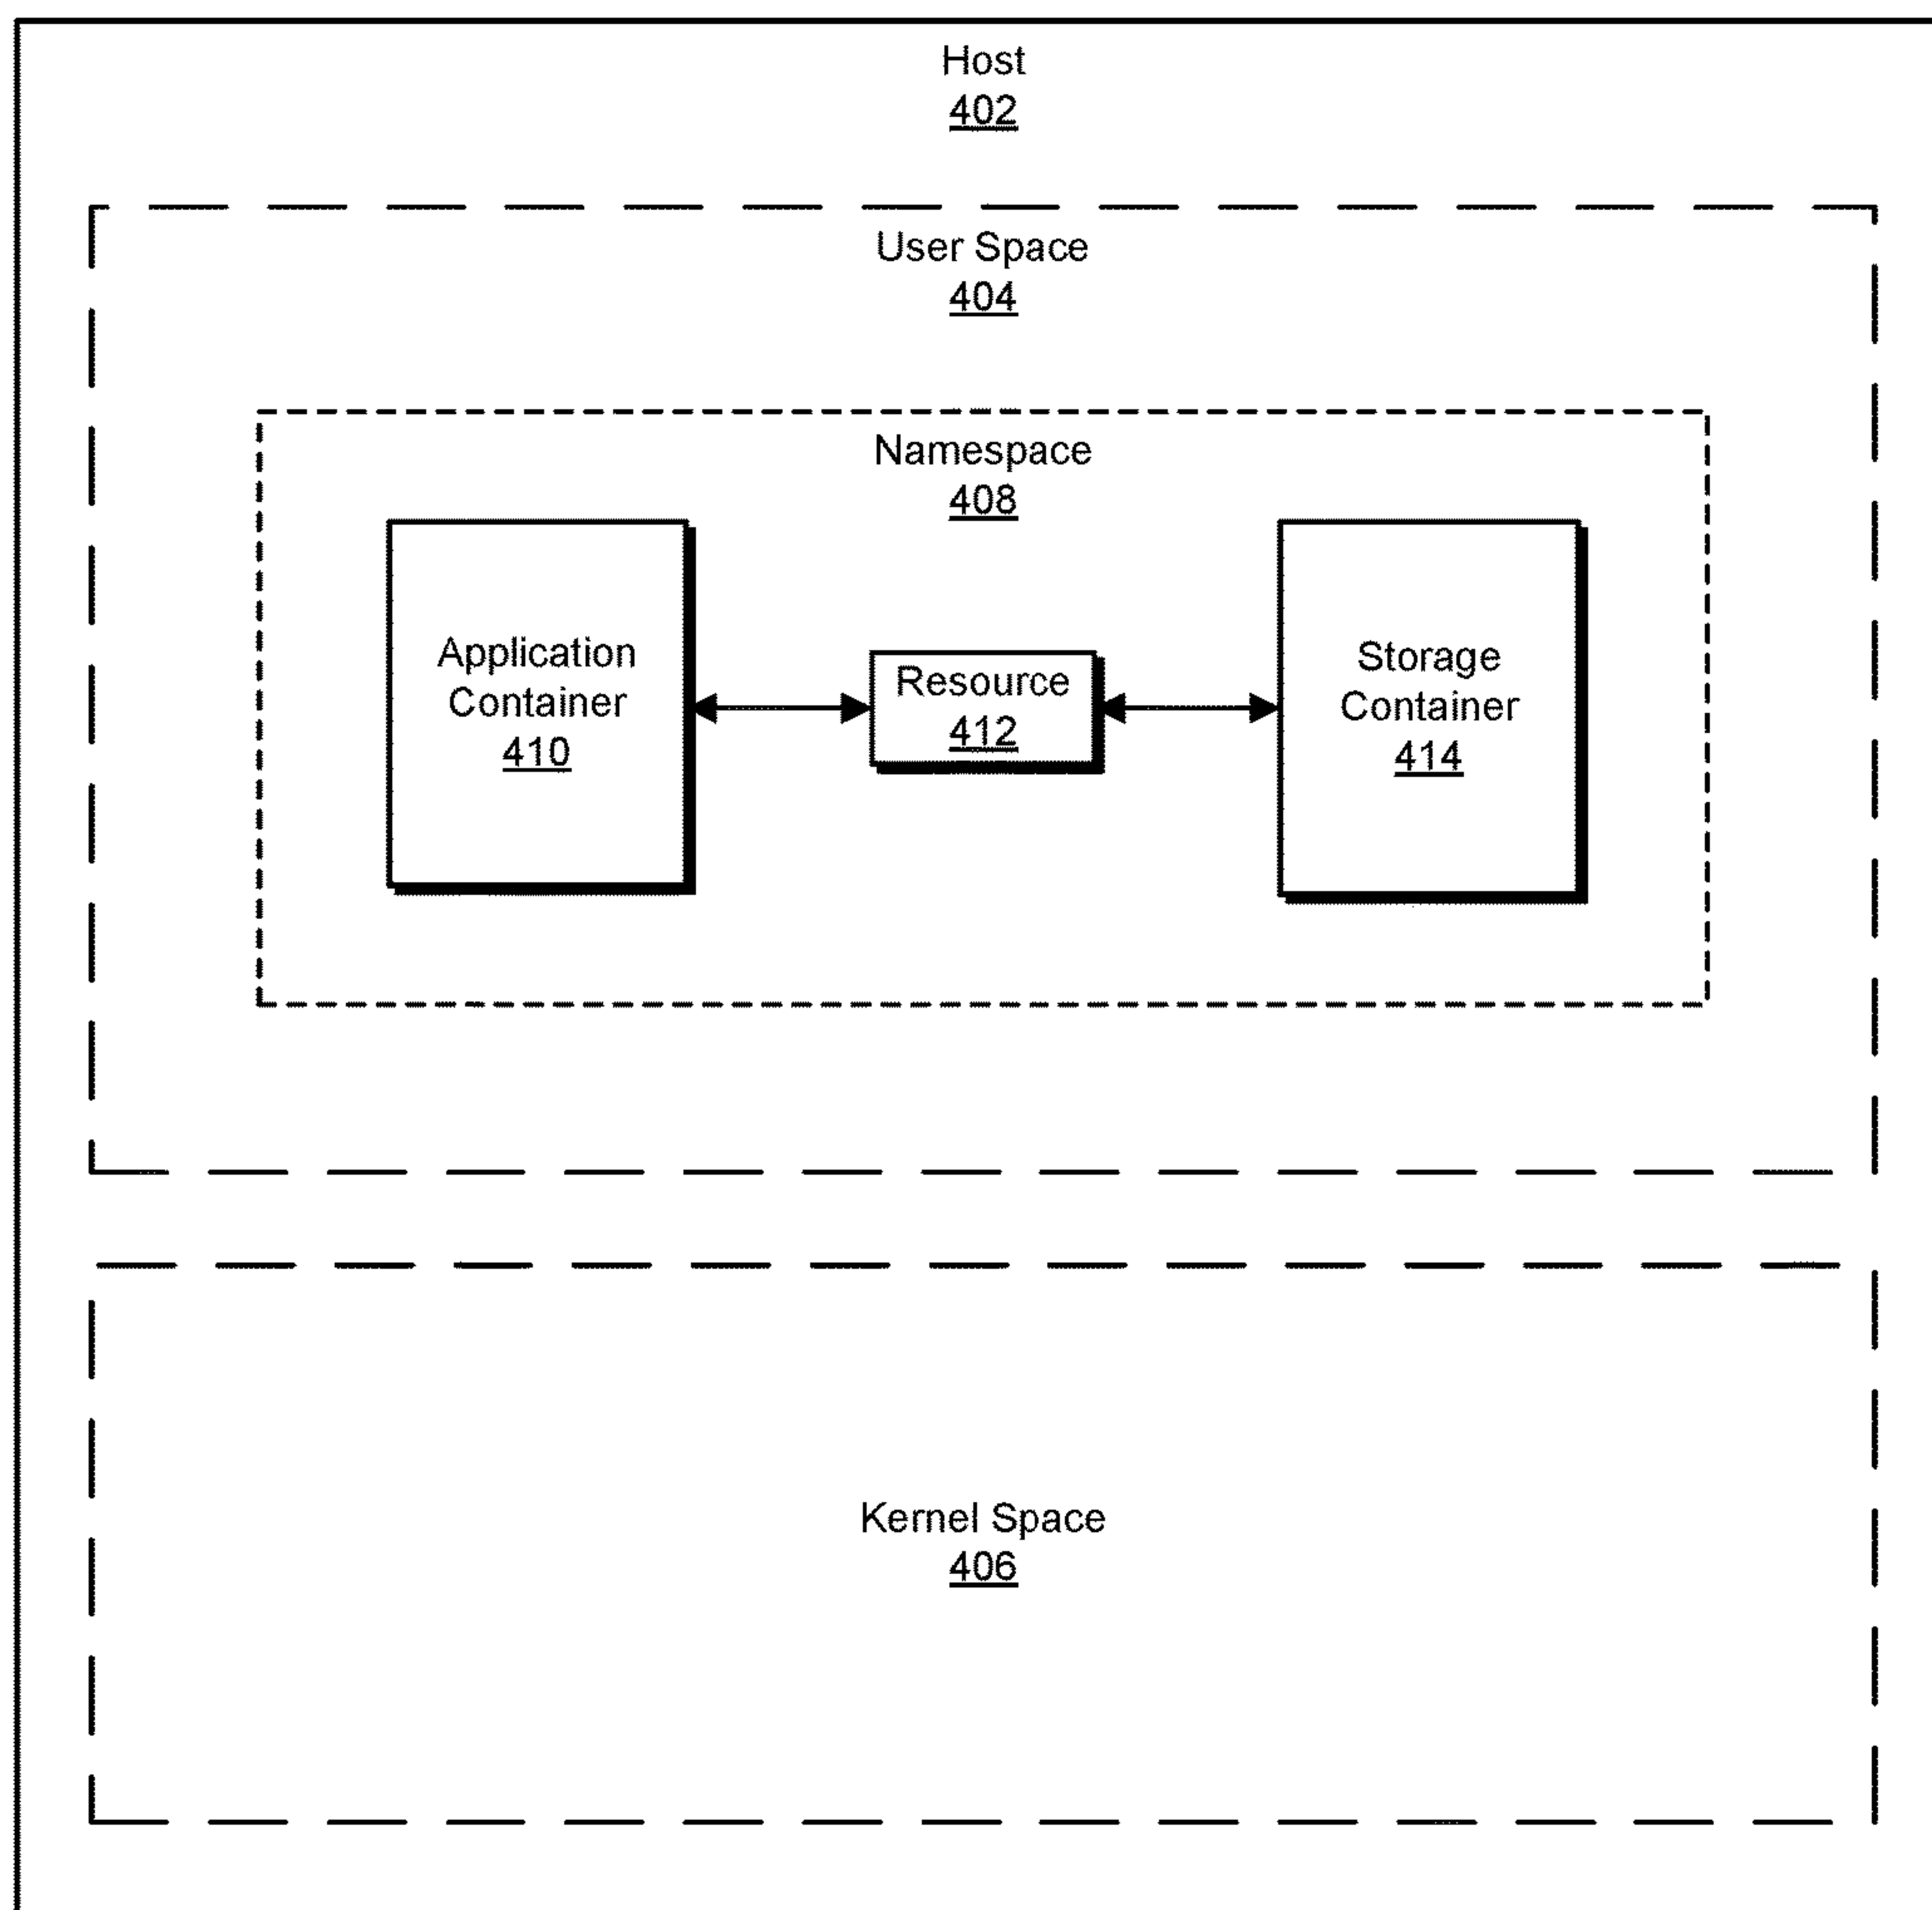 Host
402
User Space
404
Namespace
408
Application
Container
410
Resource
412
Storage
Container
414
Kernel Space
406